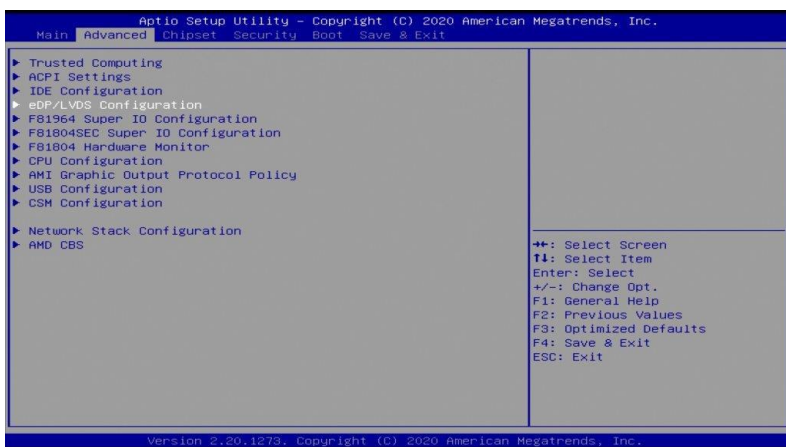 Aptio Setup Utility – Copyright (C) 2020 American Megatrends, Inc.
Main Advanced Chipset Security Boot Save & Exit
▶ Trusted Computing
▶ ACPI Settings
▶ IDE Configuration
▶ eDP/LVDS Configuration
▶ F81964 Super IO Configuration
▶ F81804SEC Super IO Configuration
▶ F81804 Hardware Monitor
▶ CPU Configuration
▶ AMI Graphic Output Protocol Policy
▶ USB Configuration
▶ CSM Configuration
▶ Network Stack Configuration
▶ AMD CBS
→←: Select Screen
↑↓: Select Item
Enter: Select
+/-: Change Opt.
F1: General Help
F2: Previous Values
F3: Optimized Defaults
F4: Save & Exit
ESC: Exit
Version 2.20.1273. Copyright (C) 2020 American Megatrends, Inc.